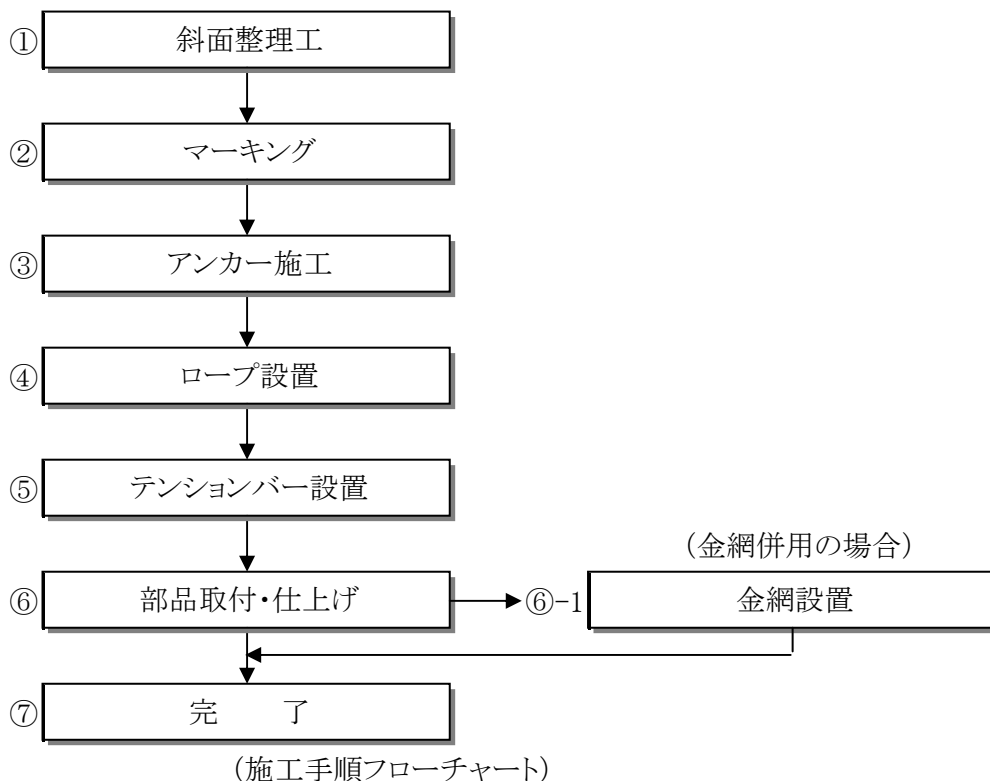 ① 斜面整理工
② マーキング
③ アンカー施工
④ ロープ設置
⑤ テンションバー設置
(金網併用の場合)
⑥ 部品取付・仕上げ ⑥-1 金網設置
⑦ 完　了
(施工手順フローチャート)